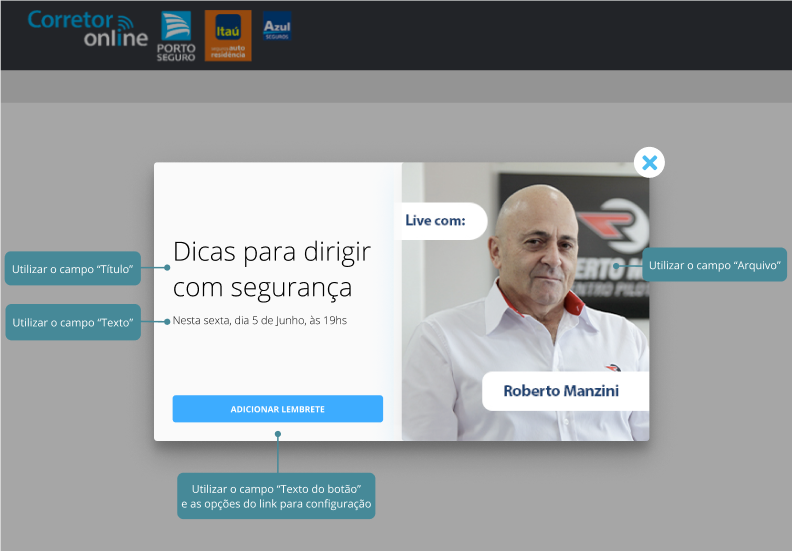 Corretor
online
PORTO
SEGURO
Itaú
auto
residência
Azul
SEGUROS
Live com:
Dicas para dirigir
com segurança
Utilizar o campo “Título”
Utilizar o campo “Arquivo”
Nesta sexta, dia 5 de Junho, às 19hs
Utilizar o campo “Texto”
Roberto Manzini
ADICIONAR LEMBRETE
Utilizar o campo “Texto do botão”
e as opções do link para configuração